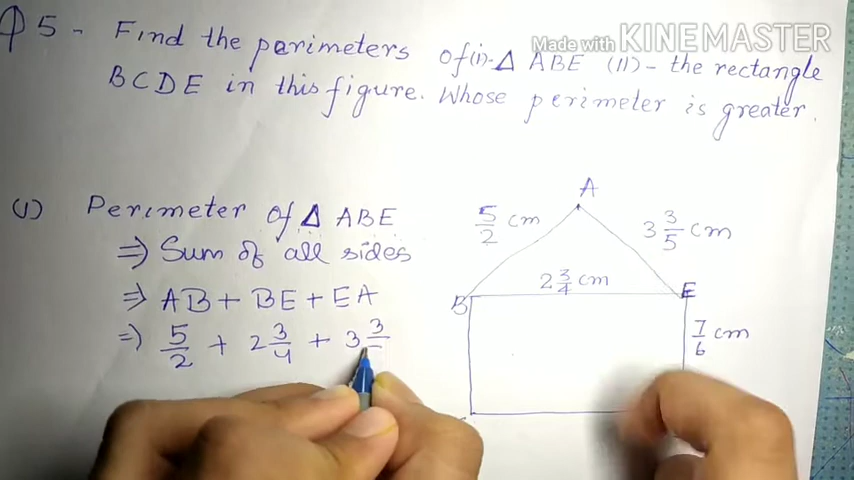 Q 5 - Find the perimeters of (i)- Δ ABE (II) - the rectangle
BCDE in this figure. Whose perimeter is greater.
Made with KINEMASTER
(1) Perimeter of Δ ABE
⇒ Sum of all sides
⇒ AB + BE + EA
⇒ 5/2 + 2 3/4 + 3 3/
A
5/2 cm
3 3/5 cm
2 3/4 cm
B
E
7/6 cm